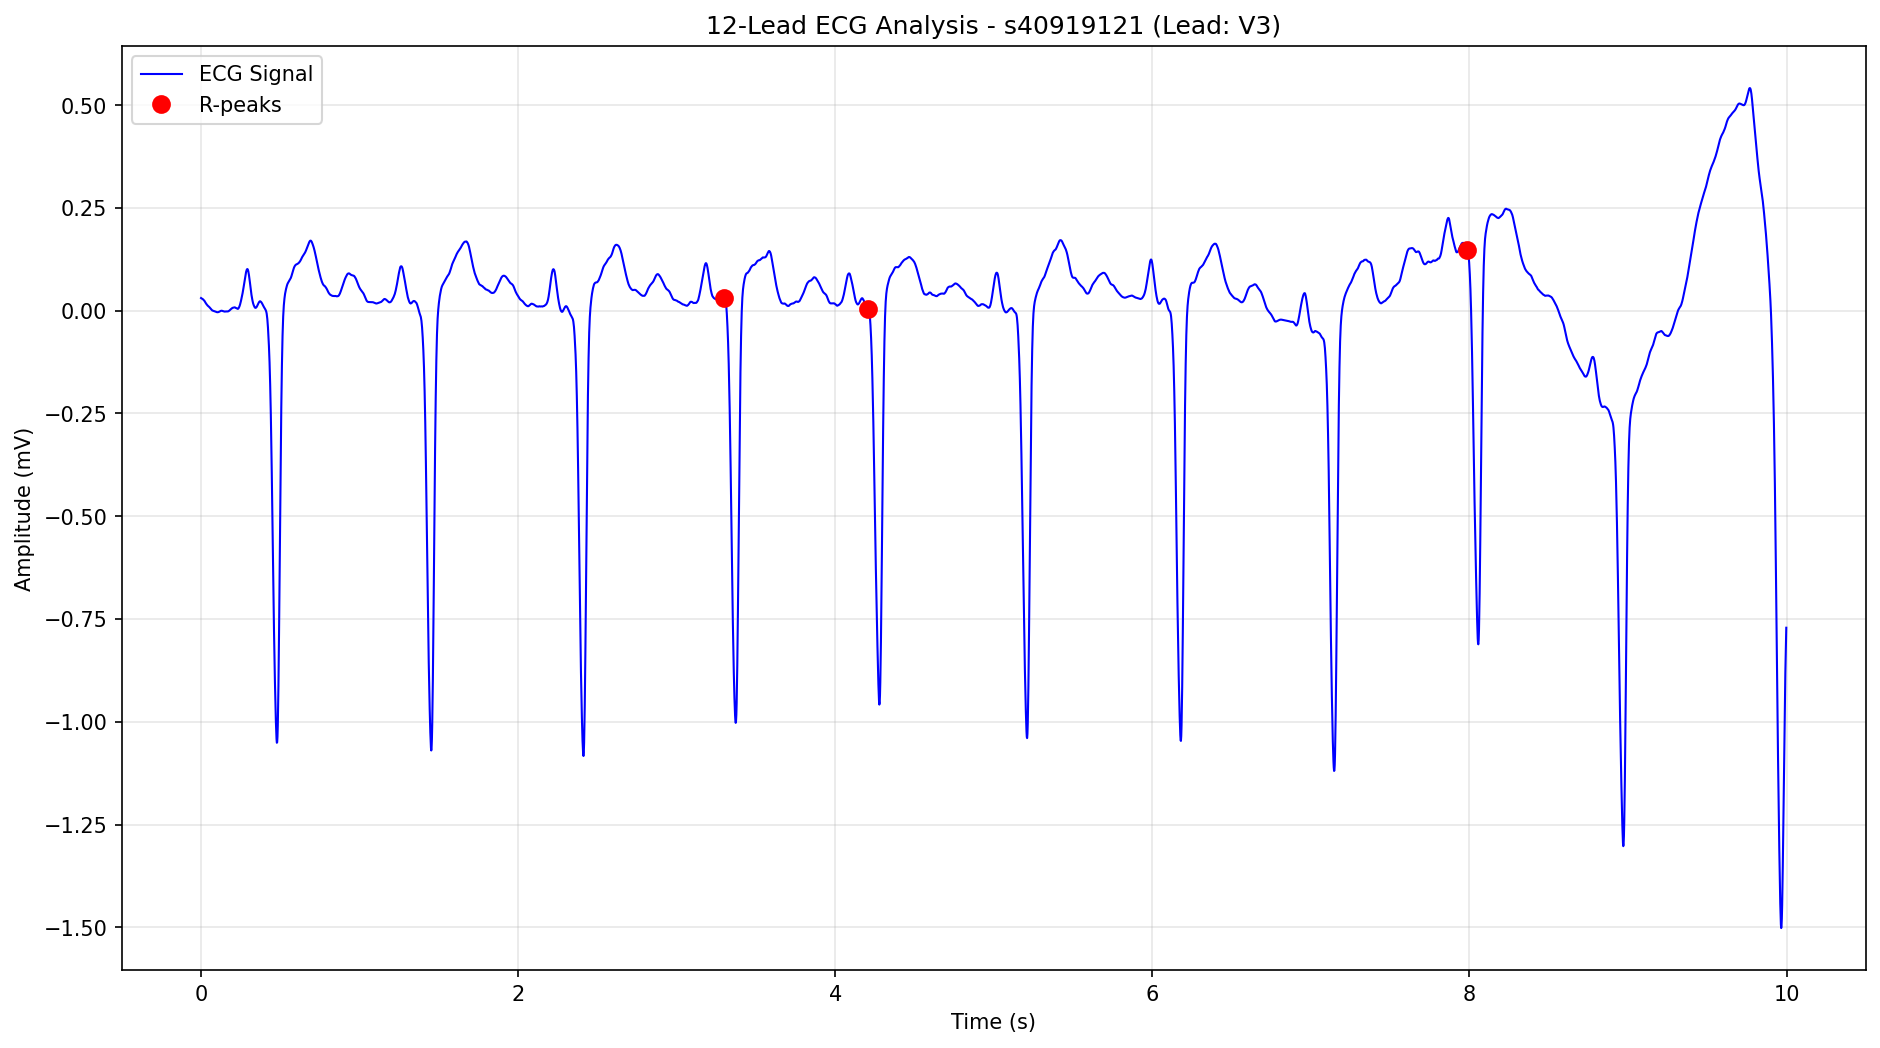 12-Lead ECG Analysis - s40919121 (Lead: V3)
ECG Signal
R-peaks
0.50
0.25
0.00
−0.25
−0.50
−0.75
−1.00
−1.25
−1.50
Amplitude (mV)
0 2 4 6 8 10
Time (s)